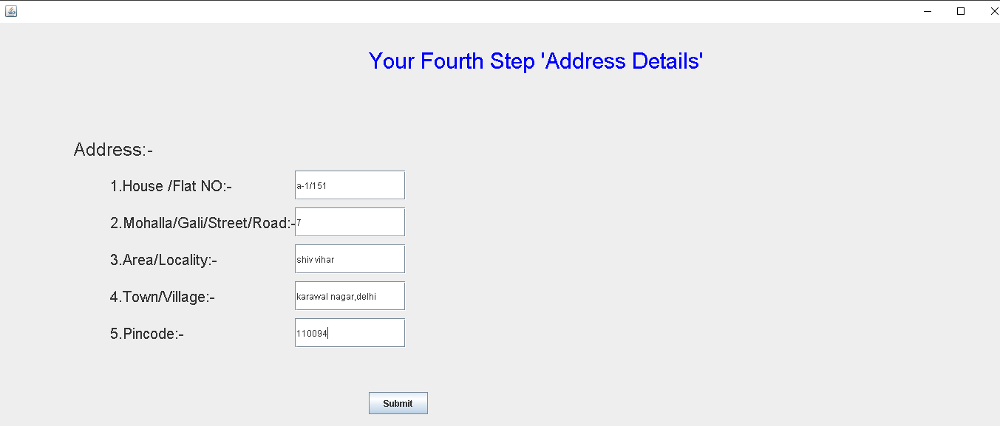 Your Fourth Step 'Address Details'
Address:-
1.House /Flat NO:- a-1/151
2.Mohalla/Gali/Street/Road:- 7
3.Area/Locality:- shiv vihar
4.Town/Village:- karawal nagar,delhi
5.Pincode:- 110094
Submit